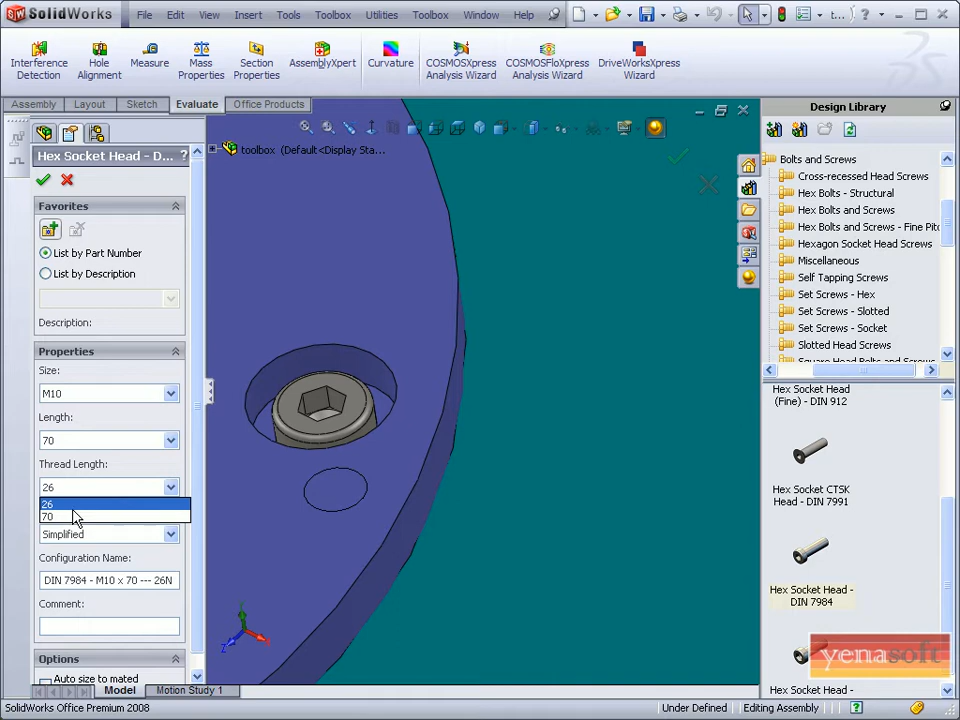 SolidWorks
File Edit View Insert Tools Toolbox Utilities Toolbox Window Help
t...
Interference Detection
Hole Alignment
Measure
Mass Properties
Section Properties
AssemblyXpert
Curvature
COSMOSXpress Analysis Wizard
COSMOSFloXpress Analysis Wizard
DriveWorksXpress Wizard
Assembly Layout Sketch Evaluate Office Products
Hex Socket Head - D... ?
Favorites
List by Part Number
List by Description
Description:
Properties
Size:
M10
Length:
70
Thread Length:
26
26
70
Simplified
Configuration Name:
DIN 7984 - M10 x 70 --- 26N
Comment:
Options
Auto size to mated
toolbox (Default<Display Sta...
Design Library
Bolts and Screws
Cross-recessed Head Screws
Hex Bolts - Structural
Hex Bolts and Screws
Hex Bolts and Screws - Fine Pitc
Hexagon Socket Head Screws
Miscellaneous
Self Tapping Screws
Set Screws - Hex
Set Screws - Slotted
Set Screws - Socket
Slotted Head Screws
Square Head Bolts and Screws
Hex Socket Head
(Fine) - DIN 912
Hex Socket CTSK
Head - DIN 7991
Hex Socket Head -
DIN 7984
yenasoft
Hex Socket Head -
Model Motion Study 1
SolidWorks Office Premium 2008
Under Defined
Editing Assembly